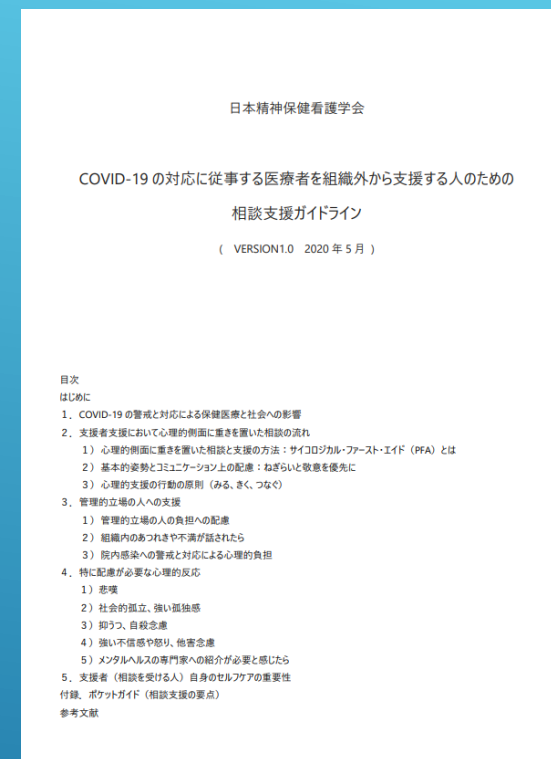 日本精神保健看護学会
COVID-19 の対応に従事する医療者を組織外から支援する人のための
相談支援ガイドライン
( VERSION1.0 2020 年 5 月 )
目次
はじめに
1．COVID-19 の警戒と対応による保健医療と社会への影響
2．支援者支援において心理的側面に重きを置いた相談の流れ
1）心理的側面に重きを置いた相談と支援の方法：サイコロジカル・ファースト・エイド（PFA）とは
2）基本的姿勢とコミュニケーション上の配慮：ねぎらいと敬意を優先に
3）心理的支援の行動の原則（みる、きく、つなぐ）
3．管理的立場の人への支援
1）管理的立場の人の負担への配慮
2）組織内のあつれきや不満が話されたら
3）院内感染への警戒と対応による心理的負担
4．特に配慮が必要な心理的反応
1）悲嘆
2）社会的孤立、強い孤独感
3）抑うつ、自殺念慮
4）強い不信感や怒り、他害念慮
5）メンタルヘルスの専門家への紹介が必要と感じたら
5．支援者（相談を受ける人）自身のセルフケアの重要性
付録、ポケットガイド（相談支援の要点）
参考文献